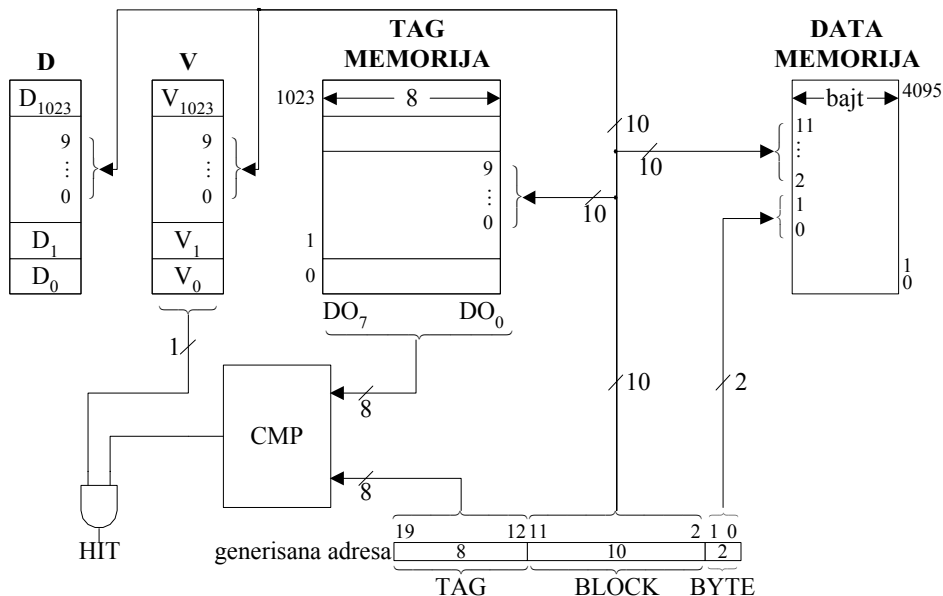 TAG
MEMORIJA
DATA
MEMORIJA
D
V
D1023
V1023
1023
8
bajt
4095
9
⋮
0
9
⋮
0
9
⋮
0
10
10
10
11
⋮
2
1
0
D1
V1
1
D0
V0
0
1
0
DO7
DO0
1
8
10
2
CMP
8
HIT
19
12
11
2
1
0
generisana adresa
8
10
2
TAG
BLOCK
BYTE